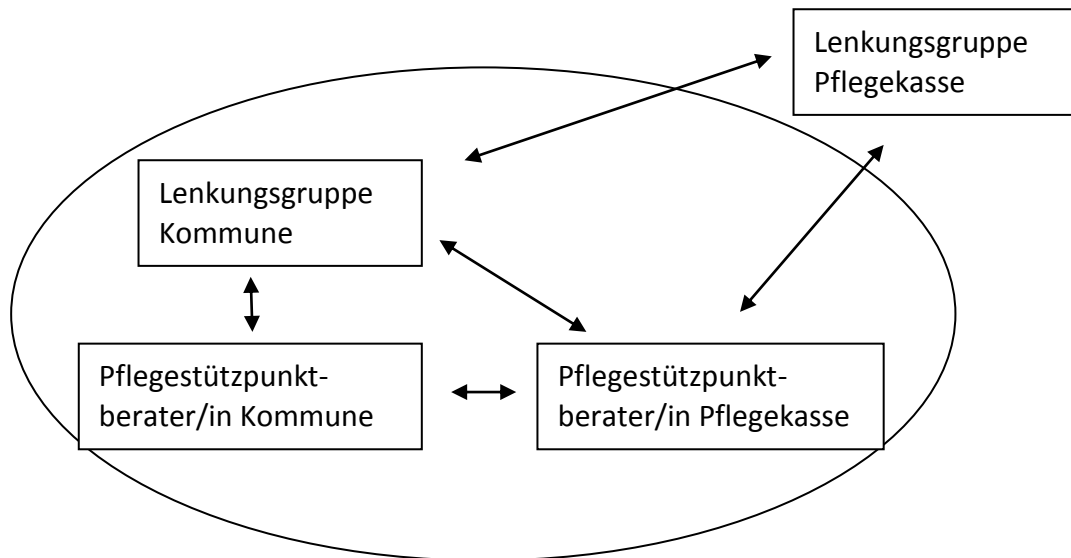 Lenkungsgruppe
Pflegekasse
Lenkungsgruppe
Kommune
Pflegestützpunkt-
berater/in Kommune
Pflegestützpunkt-
berater/in Pflegekasse